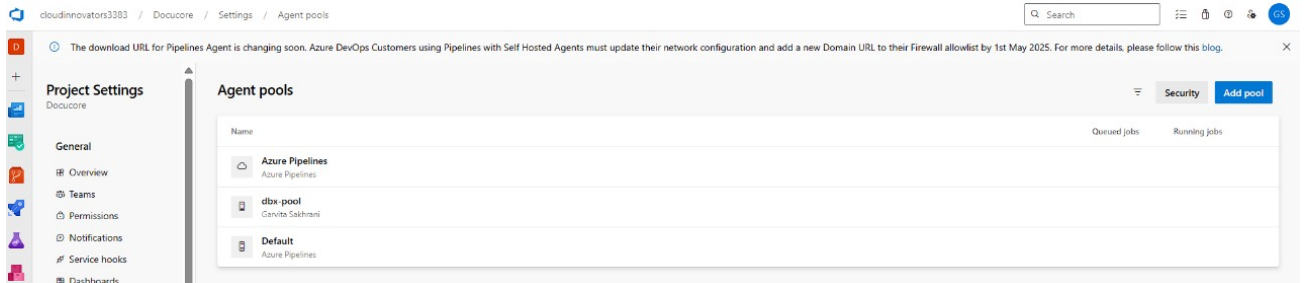 cloudinnovators3383 / Docucore / Settings / Agent pools
Search
GS
D
The download URL for Pipelines Agent is changing soon. Azure DevOps Customers using Pipelines with Self Hosted Agents must update their network configuration and add a new Domain URL to their Firewall allowlist by 1st May 2025. For more details, please follow this blog.
Project Settings
Docucore
General
Overview
Teams
Permissions
Notifications
Service hooks
Dashboards
Agent pools
Security
Add pool
Name
Queued jobs
Running jobs
Azure Pipelines
Azure Pipelines
dbx-pool
Garvita Sakhrani
Default
Azure Pipelines